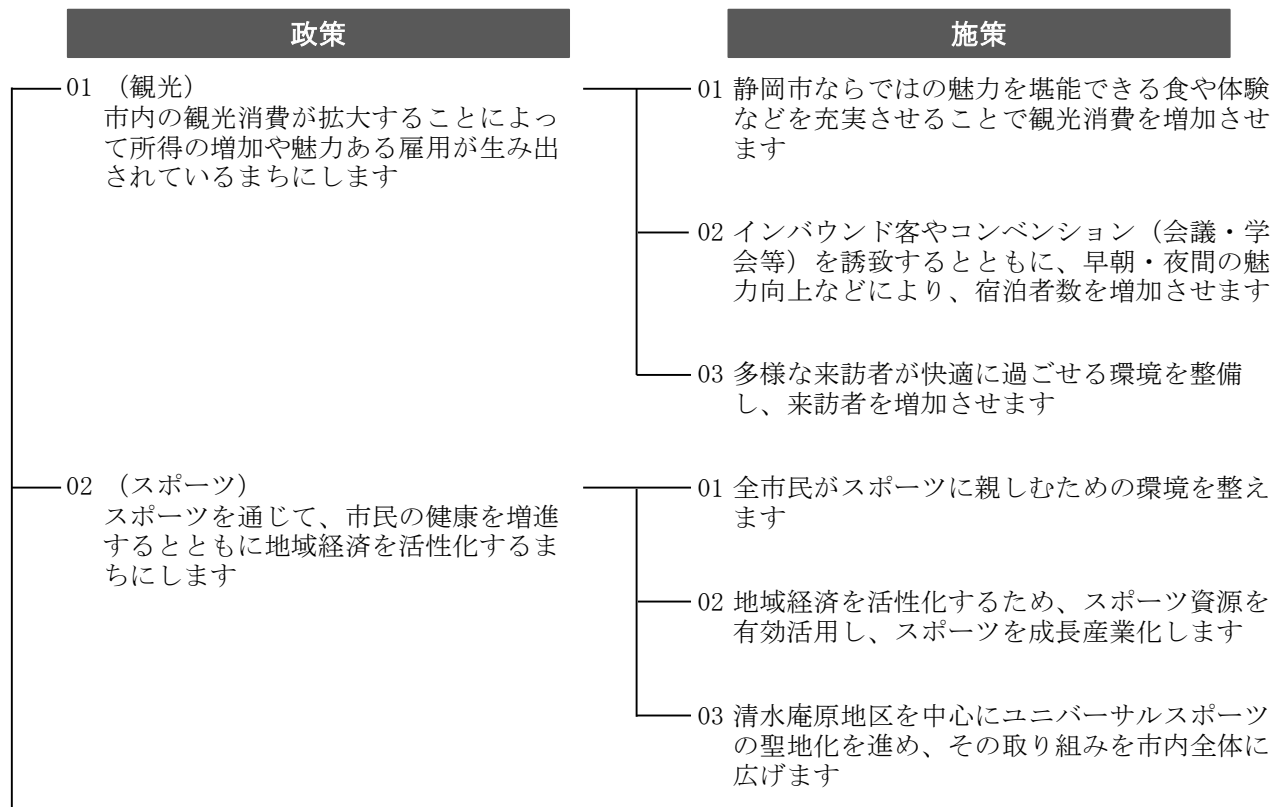 政策
施策
01 （観光）
市内の観光消費が拡大することによっ
て所得の増加や魅力ある雇用が生み出
されているまちにします
01 静岡市ならではの魅力を堪能できる食や体験
などを充実させることで観光消費を増加させ
ます
02 インバウンド客やコンベンション（会議・学
会等）を誘致するとともに、早朝・夜間の魅
力向上などにより、宿泊者数を増加させます
03 多様な来訪者が快適に過ごせる環境を整備
し、来訪者を増加させます
02 （スポーツ）
スポーツを通じて、市民の健康を増進
するとともに地域経済を活性化するま
ちにします
01 全市民がスポーツに親しむための環境を整え
ます
02 地域経済を活性化するため、スポーツ資源を
有効活用し、スポーツを成長産業化します
03 清水庵原地区を中心にユニバーサルスポーツ
の聖地化を進め、その取り組みを市内全体に
広げます